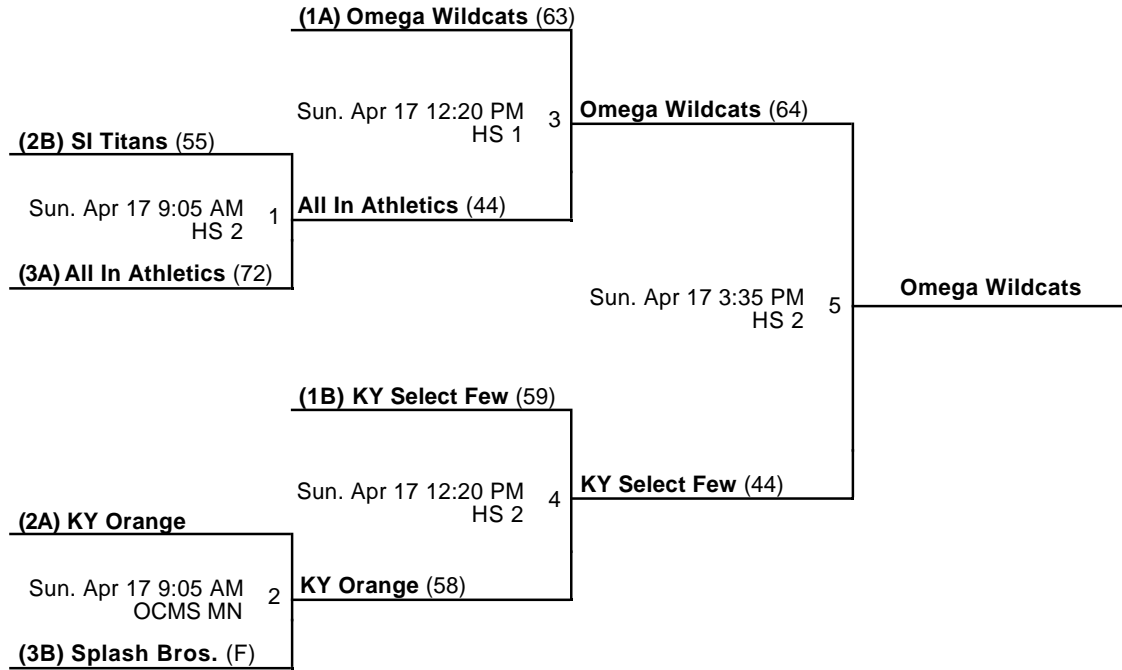 (1A) Omega Wildcats (63)
Sun. Apr 17 12:20 PM
HS 1
3
Omega Wildcats (64)
(2B) SI Titans (55)
Sun. Apr 17 9:05 AM
HS 2
1
All In Athletics (44)
(3A) All In Athletics (72)
Sun. Apr 17 3:35 PM
HS 2
5
Omega Wildcats
(1B) KY Select Few (59)
Sun. Apr 17 12:20 PM
HS 2
4
KY Select Few (44)
(2A) KY Orange
Sun. Apr 17 9:05 AM
OCMS MN
2
KY Orange (58)
(3B) Splash Bros. (F)